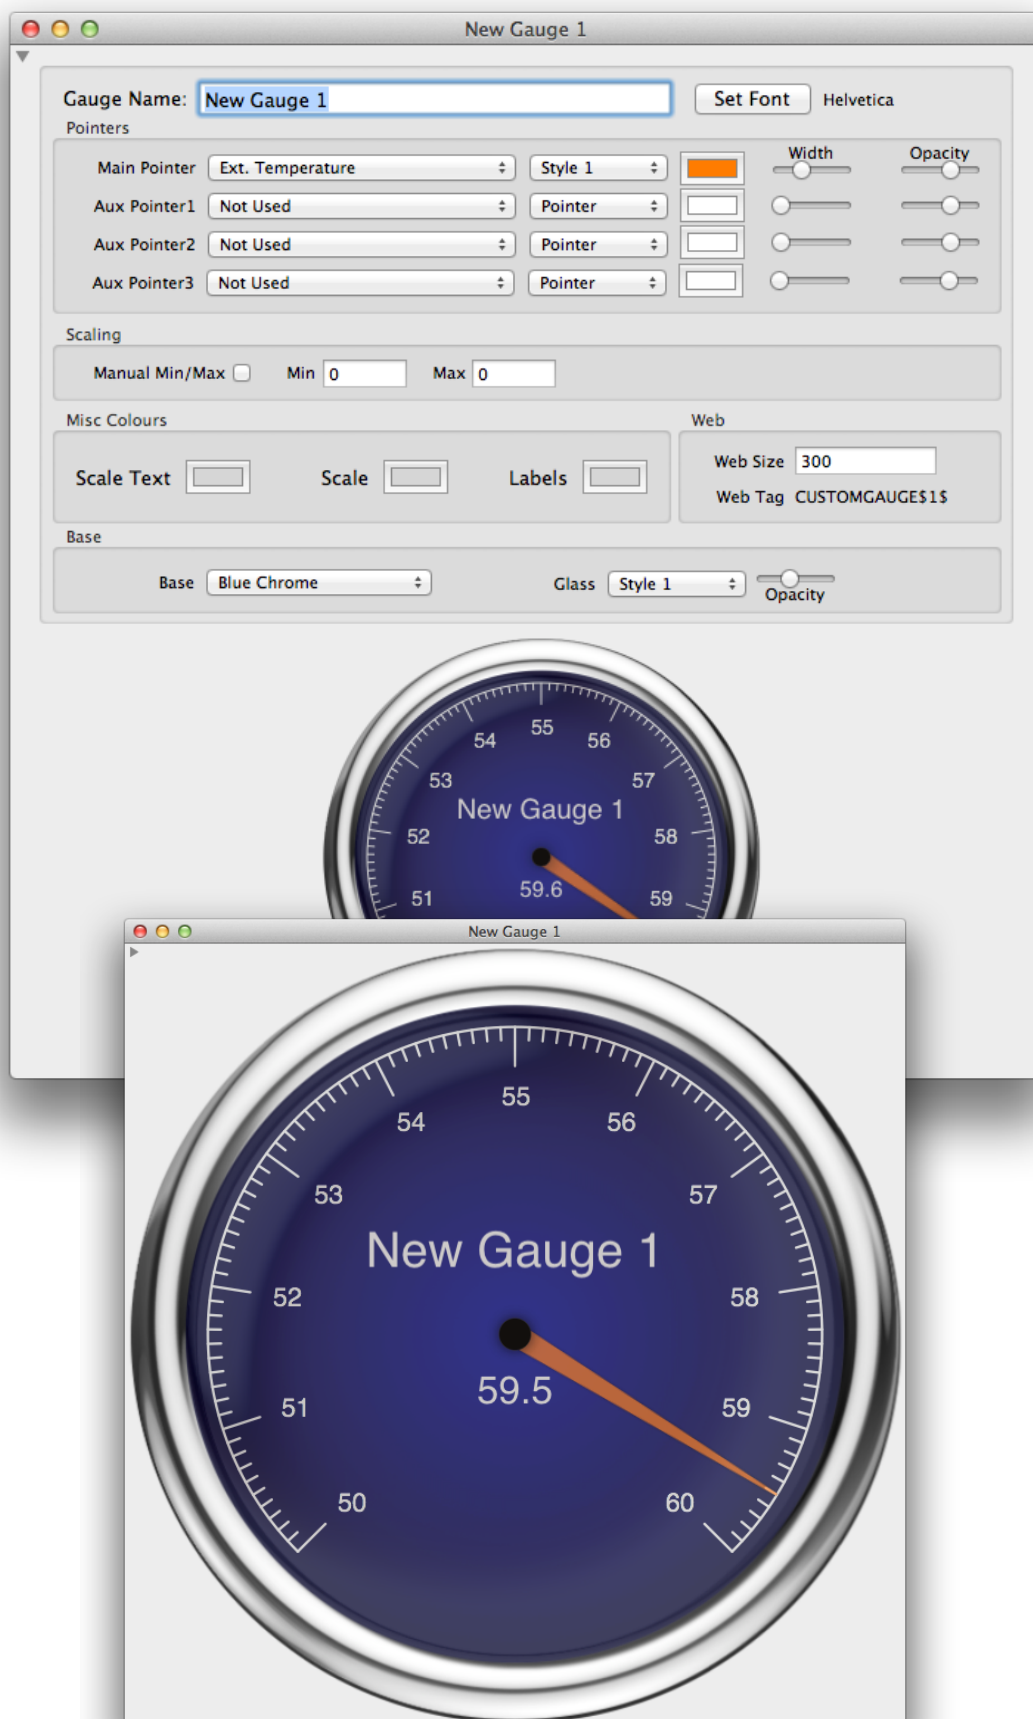 New Gauge 1
Gauge Name: New Gauge 1 Set Font Helvetica
Pointers
Width Opacity
Main Pointer Ext. Temperature Style 1
Aux Pointer1 Not Used Pointer
Aux Pointer2 Not Used Pointer
Aux Pointer3 Not Used Pointer
Scaling
Manual Min/Max Min 0 Max 0
Misc Colours Web
Web Size 300
Scale Text Scale Labels
Web Tag CUSTOMGAUGE$1$
Base
Base Blue Chrome Glass Style 1
Opacity
55
54 56
53 57
New Gauge 1
52 58
59.6
51 59
New Gauge 1
55
54 56
53 57
New Gauge 1
52 58
59.5
51 59
50 60